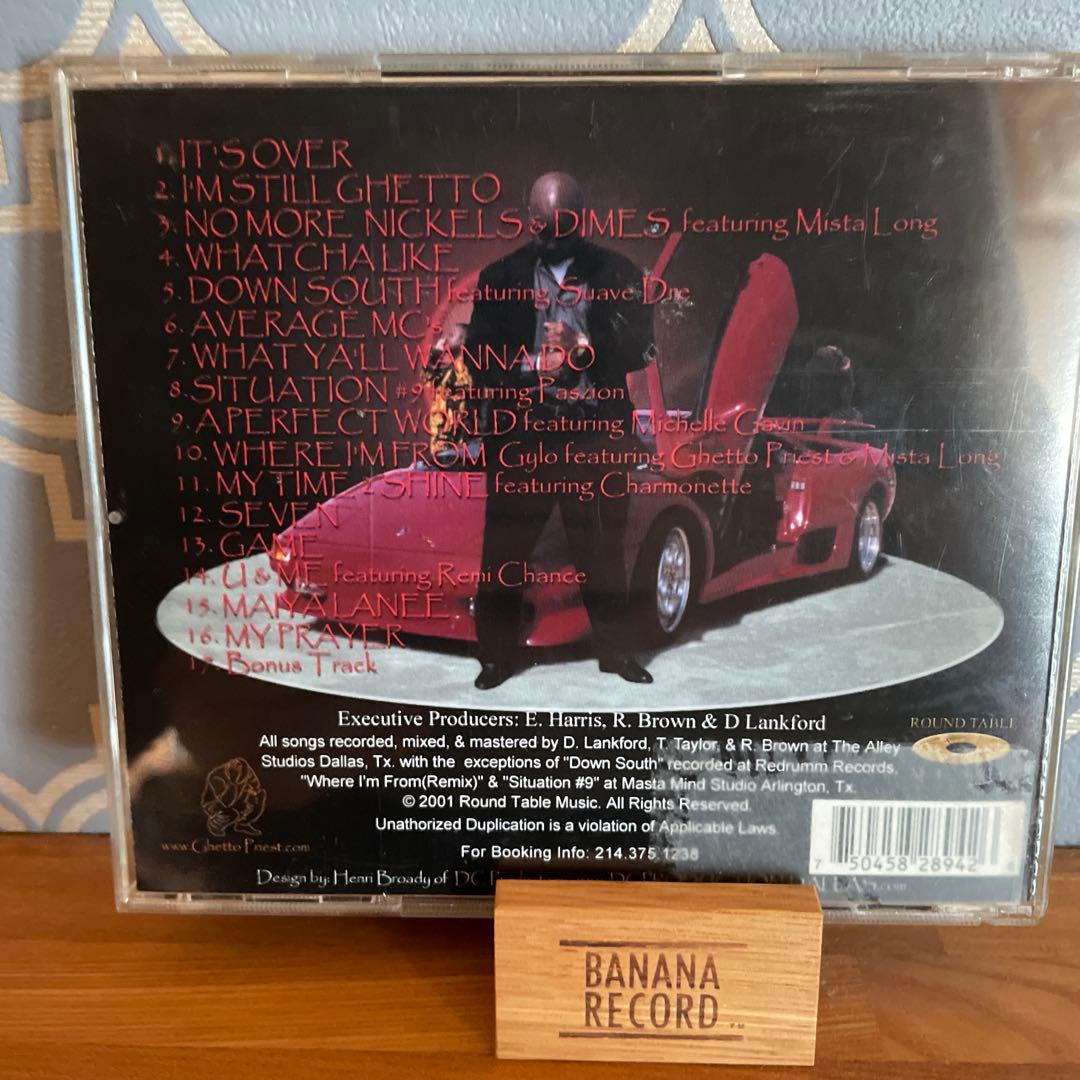 1. IT'S OVER
2. I'M STILL GHETTO
3. NO MORE NICKELS & DIMES featuring Mista Long
4. WHATCHA LIKE
5. DOWN SOUTH featuring Suave Dre
6. AVERAGE MC's
7. WHAT YA'LL WANNA DO
8. SITUATION #9 featuring Paszion
9. A PERFECT WORLD featuring Michelle Gavin
10. WHERE I'M FROM Gylo featuring Ghetto Priest & Mista Long
11. MY TIME 2 SHINE featuring Charmonette
12. SEVEN
13. GAME
14. U & ME featuring Remi Chance
15. MAIYA LANEE
16. MY PRAYER
17. Bonus Track
Executive Producers: E. Harris, R. Brown & D Lankford
ROUND TABLE
All songs recorded, mixed, & mastered by D. Lankford, T. Taylor, & R. Brown at The Alley
Studios Dallas, Tx. with the exceptions of "Down South" recorded at Redrumm Records,
"Where I'm From(Remix)" & "Situation #9" at Masta Mind Studio Arlington, Tx.
© 2001 Round Table Music. All Rights Reserved.
Unathorized Duplication is a violation of Applicable Laws
www.GhettoPriest.com
For Booking Info: 214.375.1238
7 50458 28942
Design by: Henri Broady of
BANANA
RECORD